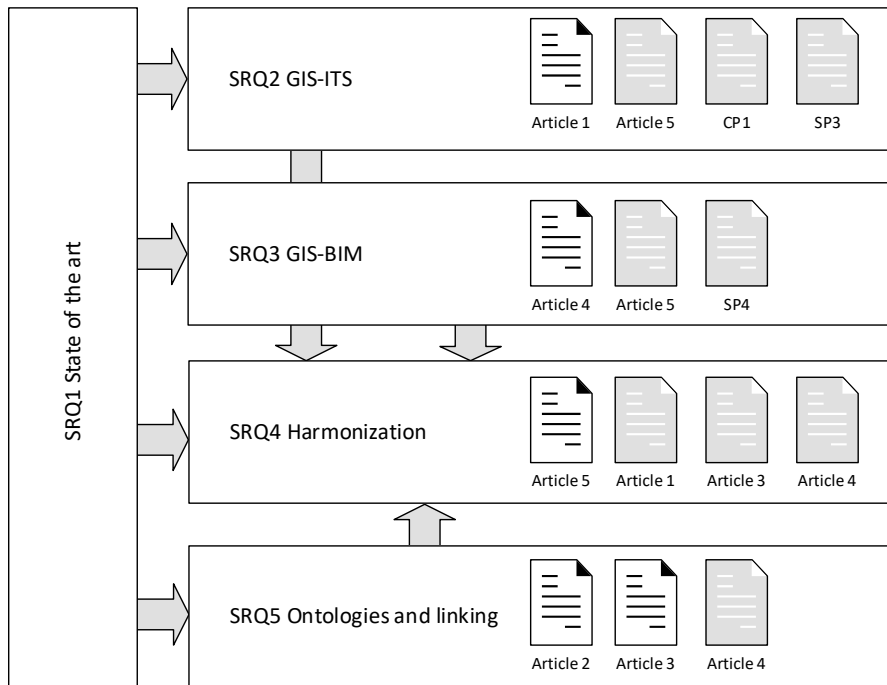 SRQ1 State of the art
SRQ2 GIS-ITS
Article 1 Article 5 CP1 SP3
SRQ3 GIS-BIM
Article 4 Article 5 SP4
SRQ4 Harmonization
Article 5 Article 1 Article 3 Article 4
SRQ5 Ontologies and linking
Article 2 Article 3 Article 4